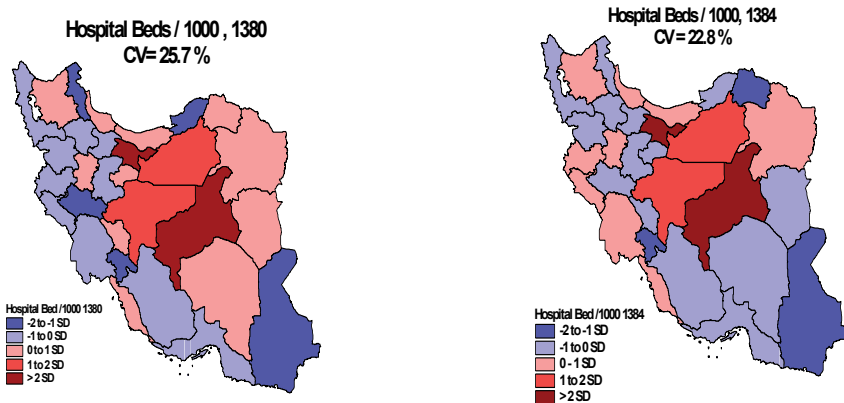 Hospital Beds / 1000 , 1380
CV= 25.7 %
Hospital Bed /1000 1380
-2 to -1 SD
-1 to 0 SD
0 to 1 SD
1 to 2 SD
> 2 SD
Hospital Beds / 1000, 1384
CV= 22.8 %
Hospital Bed /1000 1384
-2 to -1 SD
-1 to 0 SD
0 - 1 SD
1 to 2 SD
> 2 SD